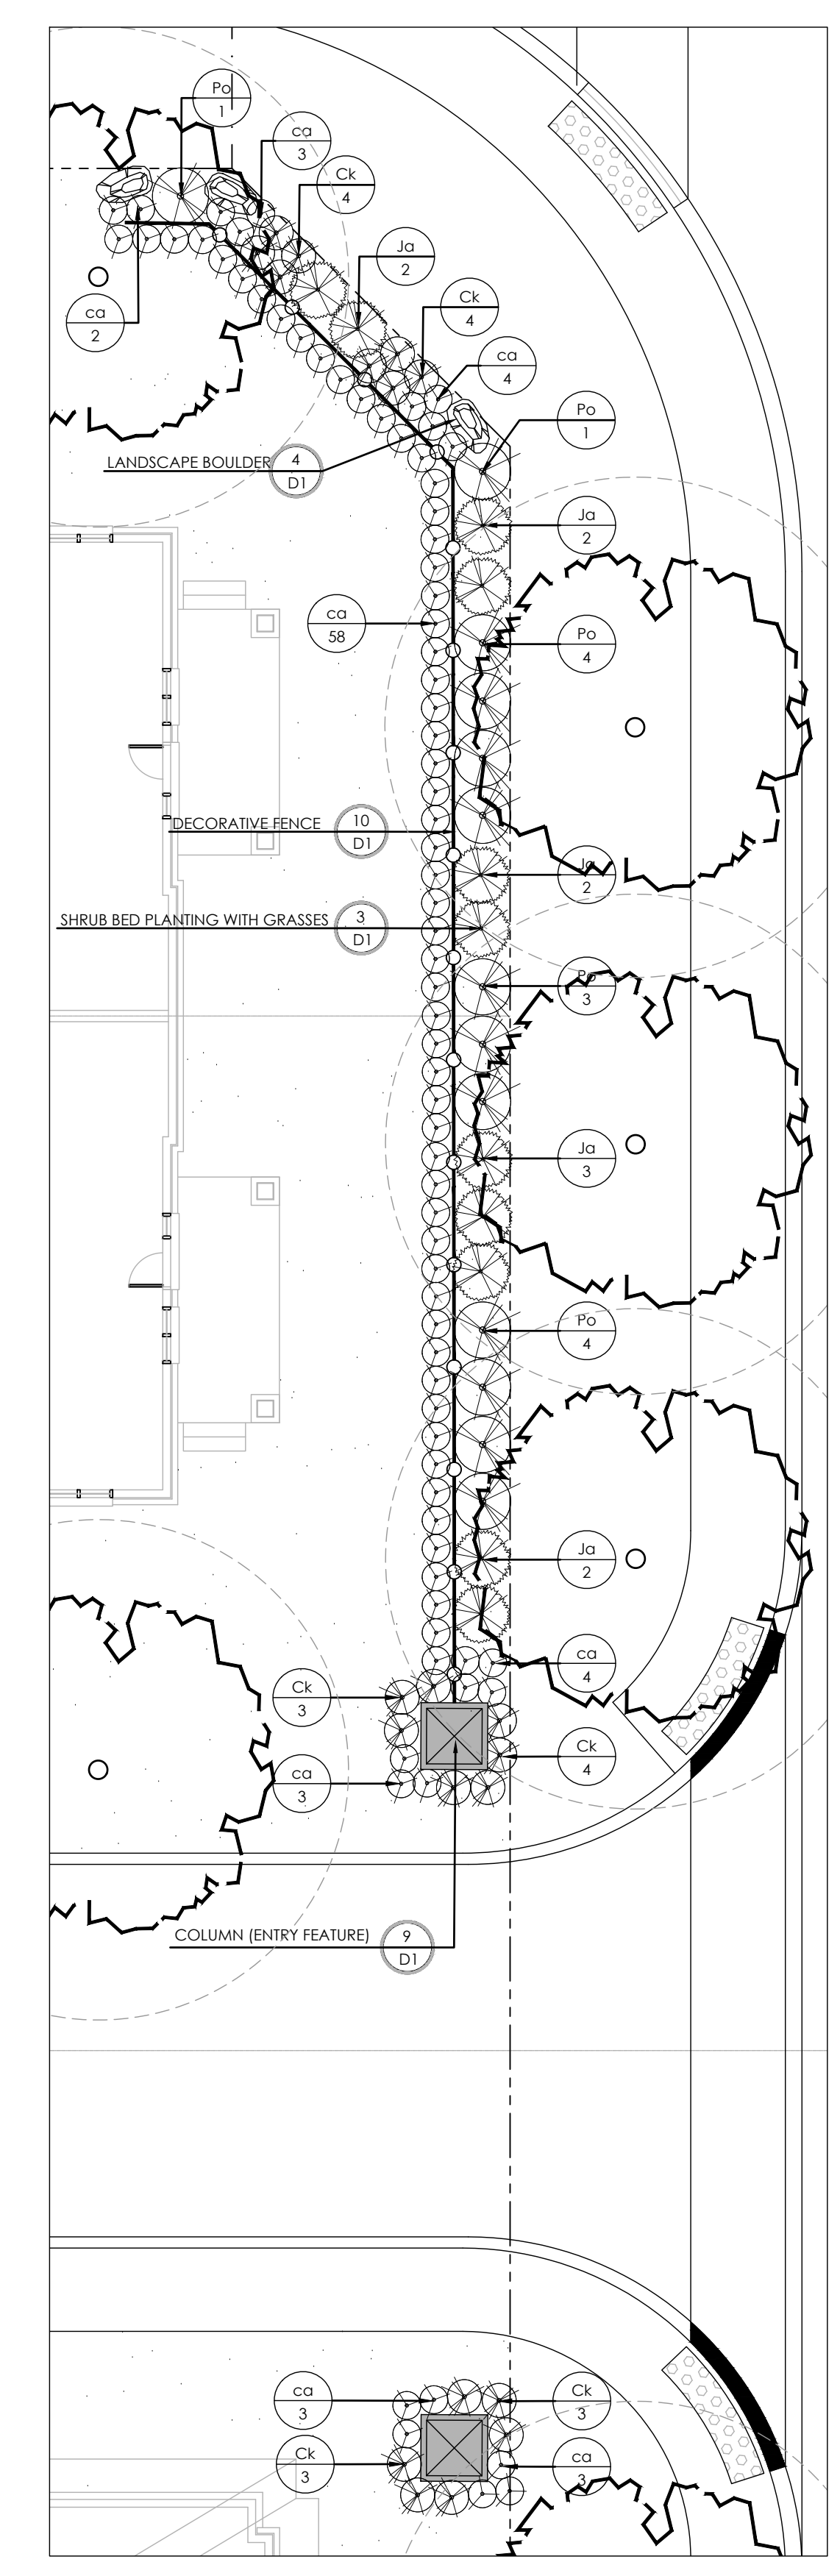 Po
1
ca
3
Ck
4
Ja
2
Ck
4
ca
2
ca
4
Po
1
LANDSCAPE BOULDER
4
D1
Ja
2
ca
58
Po
4
DECORATIVE FENCE
10
D1
Ja
2
SHRUB BED PLANTING WITH GRASSES
3
D1
Po
3
Ja
3
Po
4
Ja
2
ca
4
Ck
3
Ck
4
ca
3
COLUMN (ENTRY FEATURE)
9
D1
ca
3
Ck
3
Ck
3
ca
3